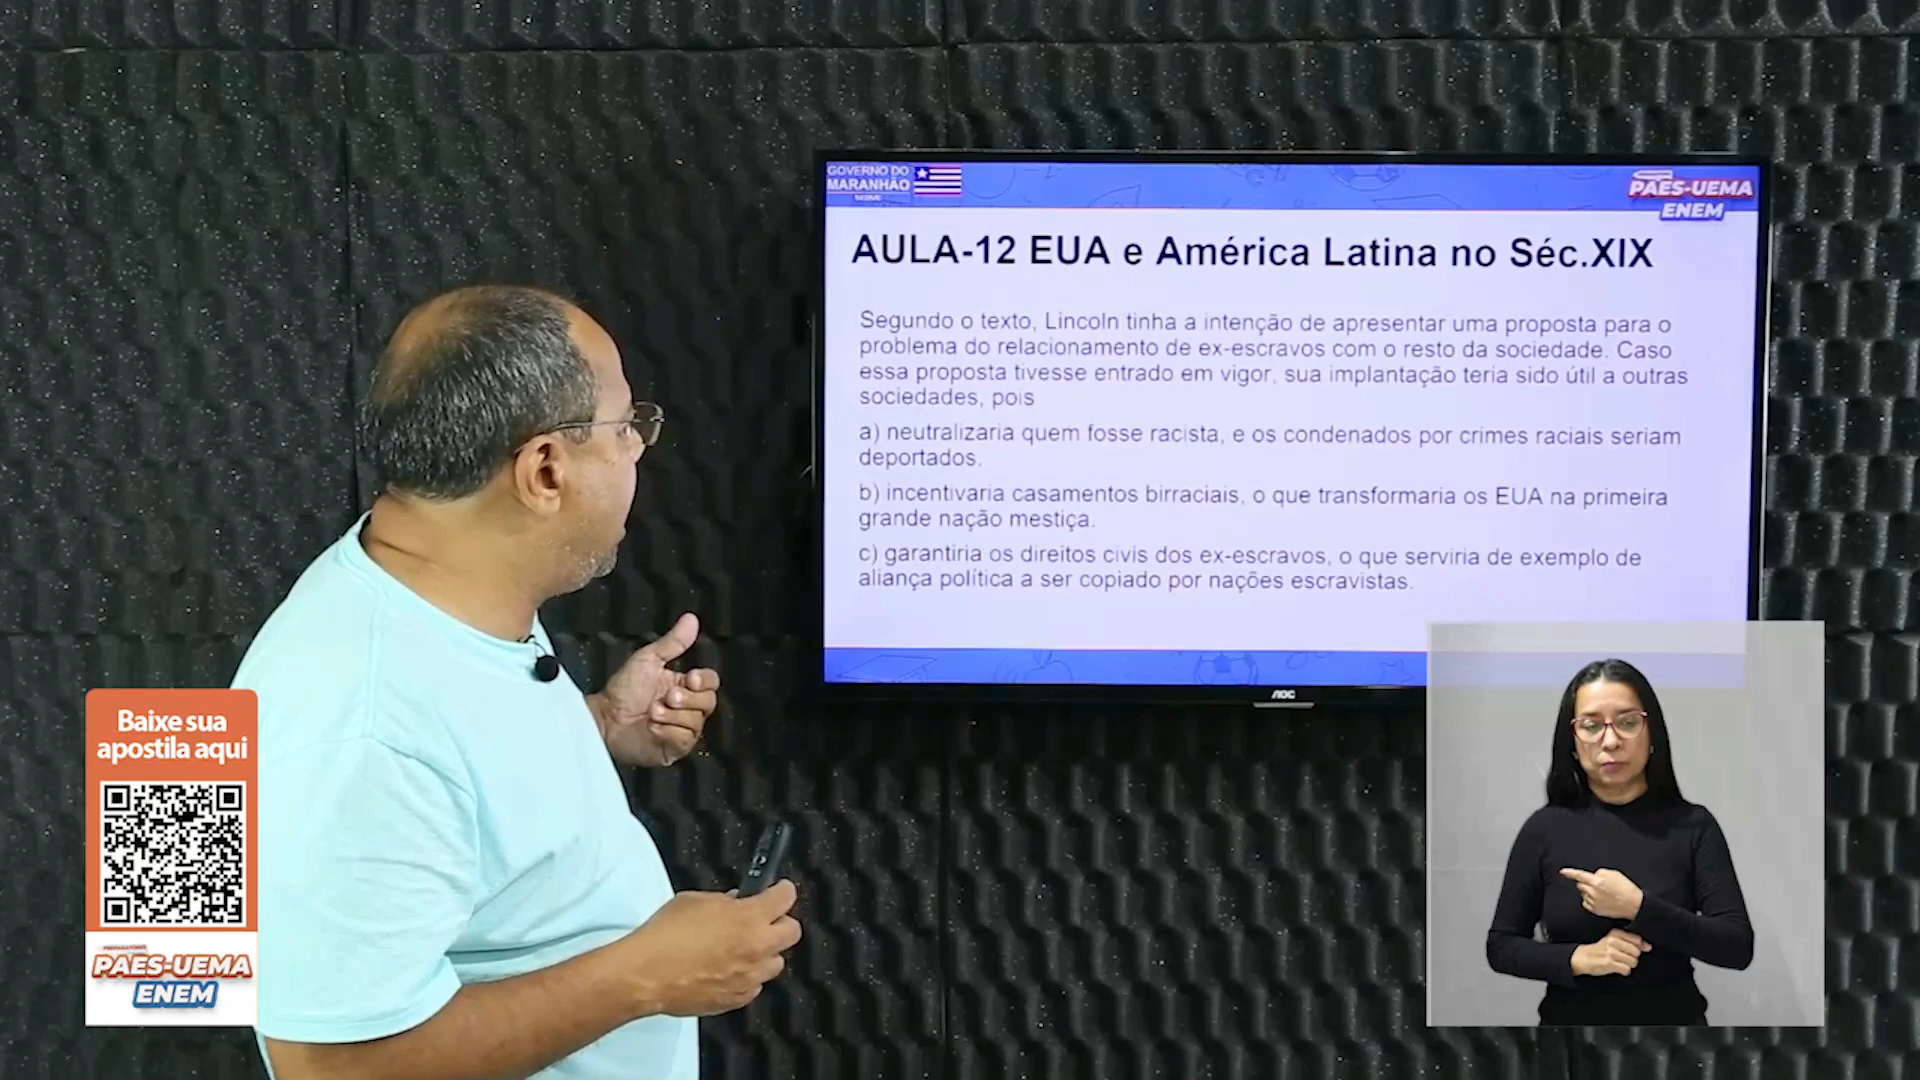 GOVERNO DO
MARANHÃO
PAES-UEMA
ENEM
AULA-12 EUA e América Latina no Séc.XIX
Segundo o texto, Lincoln tinha a intenção de apresentar uma proposta para o
problema do relacionamento de ex-escravos com o resto da sociedade. Caso
essa proposta tivesse entrado em vigor, sua implantação teria sido útil a outras
sociedades, pois
a) neutralizaria quem fosse racista, e os condenados por crimes raciais seriam
deportados.
b) incentivaria casamentos birraciais, o que transformaria os EUA na primeira
grande nação mestiça.
c) garantiria os direitos civis dos ex-escravos, o que serviria de exemplo de
aliança política a ser copiado por nações escravistas.
AOC
Baixe sua
apostila aqui
PAES-UEMA
ENEM